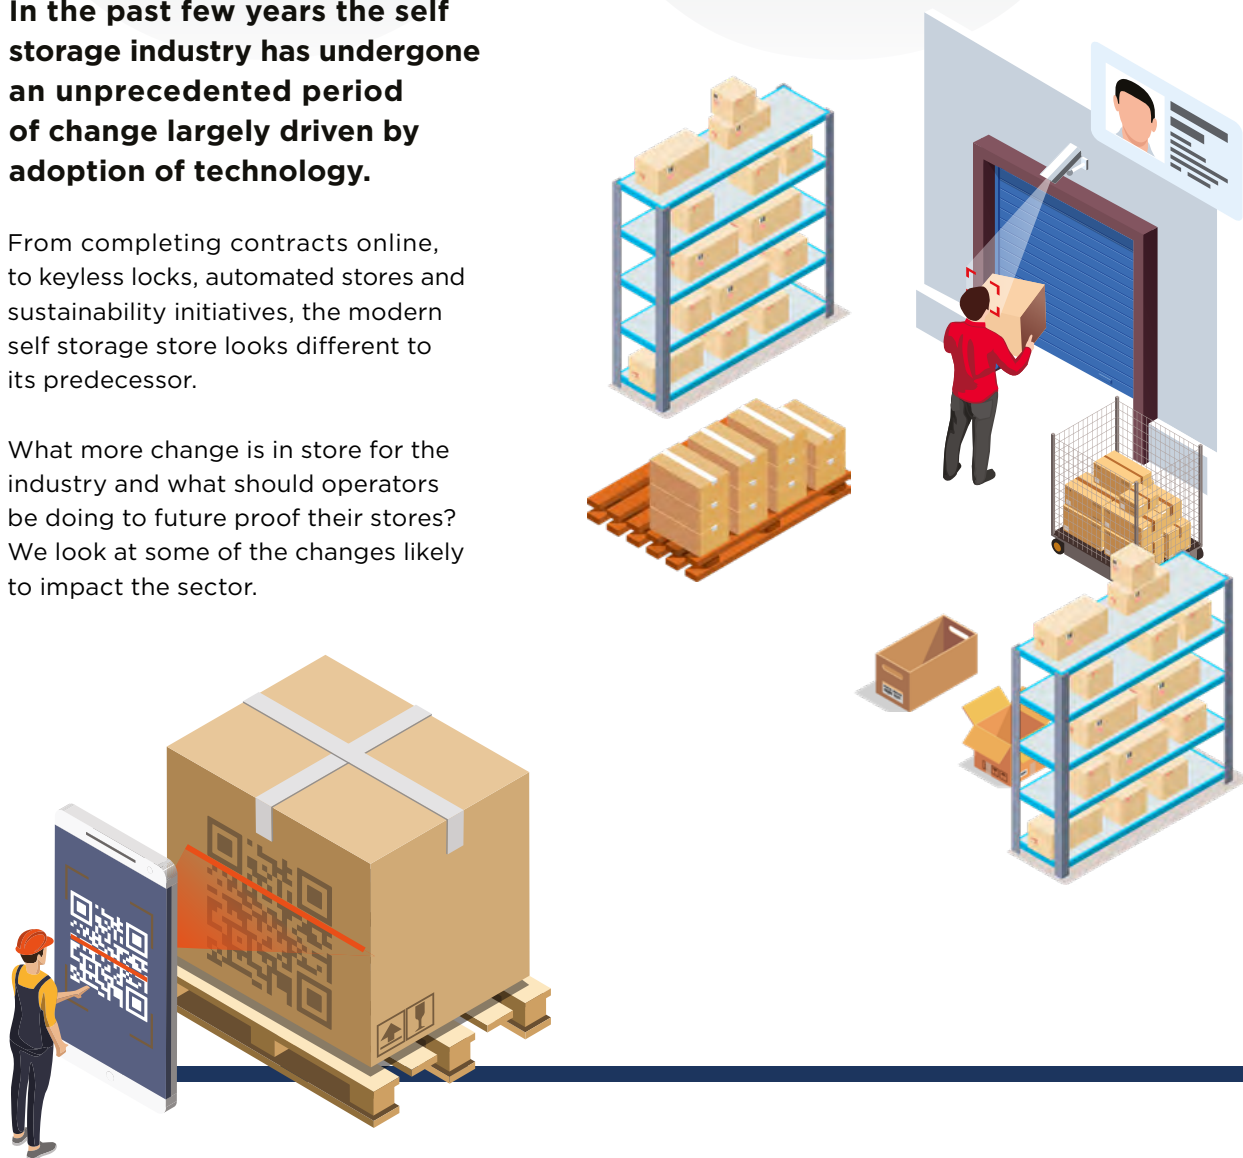 In the past few years the self
storage industry has undergone
an unprecedented period
of change largely driven by
adoption of technology.
From completing contracts online,
to keyless locks, automated stores and
sustainability initiatives, the modern
self storage store looks different to
its predecessor.
What more change is in store for the
industry and what should operators
be doing to future proof their stores?
We look at some of the changes likely
to impact the sector.